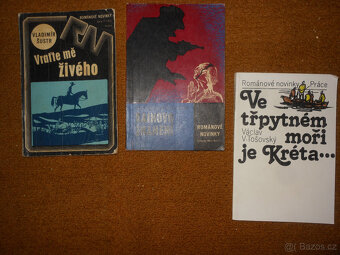 ROMÁNOVÉ NOVINKY
VLADIMÍR
ŠUSTR
Vraťte mě
živého
ROMÁNOVÉ
NOVINKY
Románové novinky Práce
Ve
třpytném
Václav
V. Tošovský
moři
je Kréta...
Bazos.cz